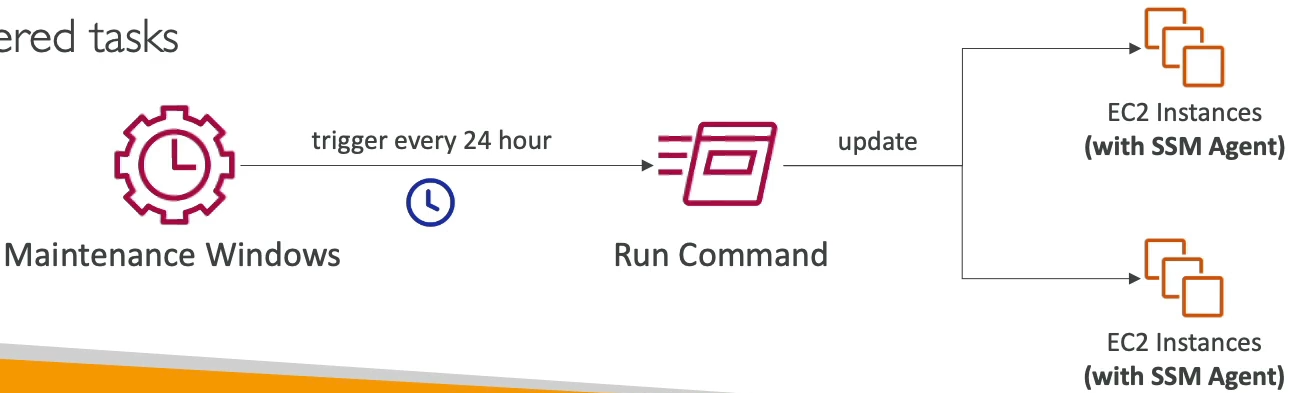 ered tasks
trigger every 24 hour
update
Maintenance Windows
Run Command
EC2 Instances
(with SSM Agent)
EC2 Instances
(with SSM Agent)